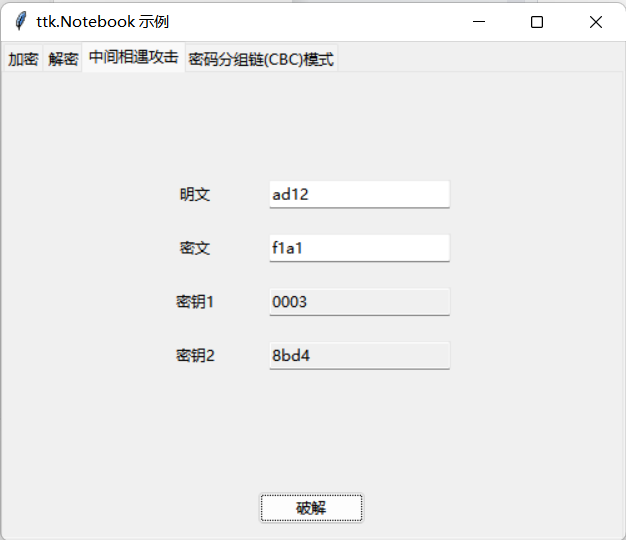 ttk.Notebook 示例
加密 解密 中间相遇攻击 密码分组链(CBC)模式
明文 ad12
密文 f1a1
密钥1 0003
密钥2 8bd4
破解